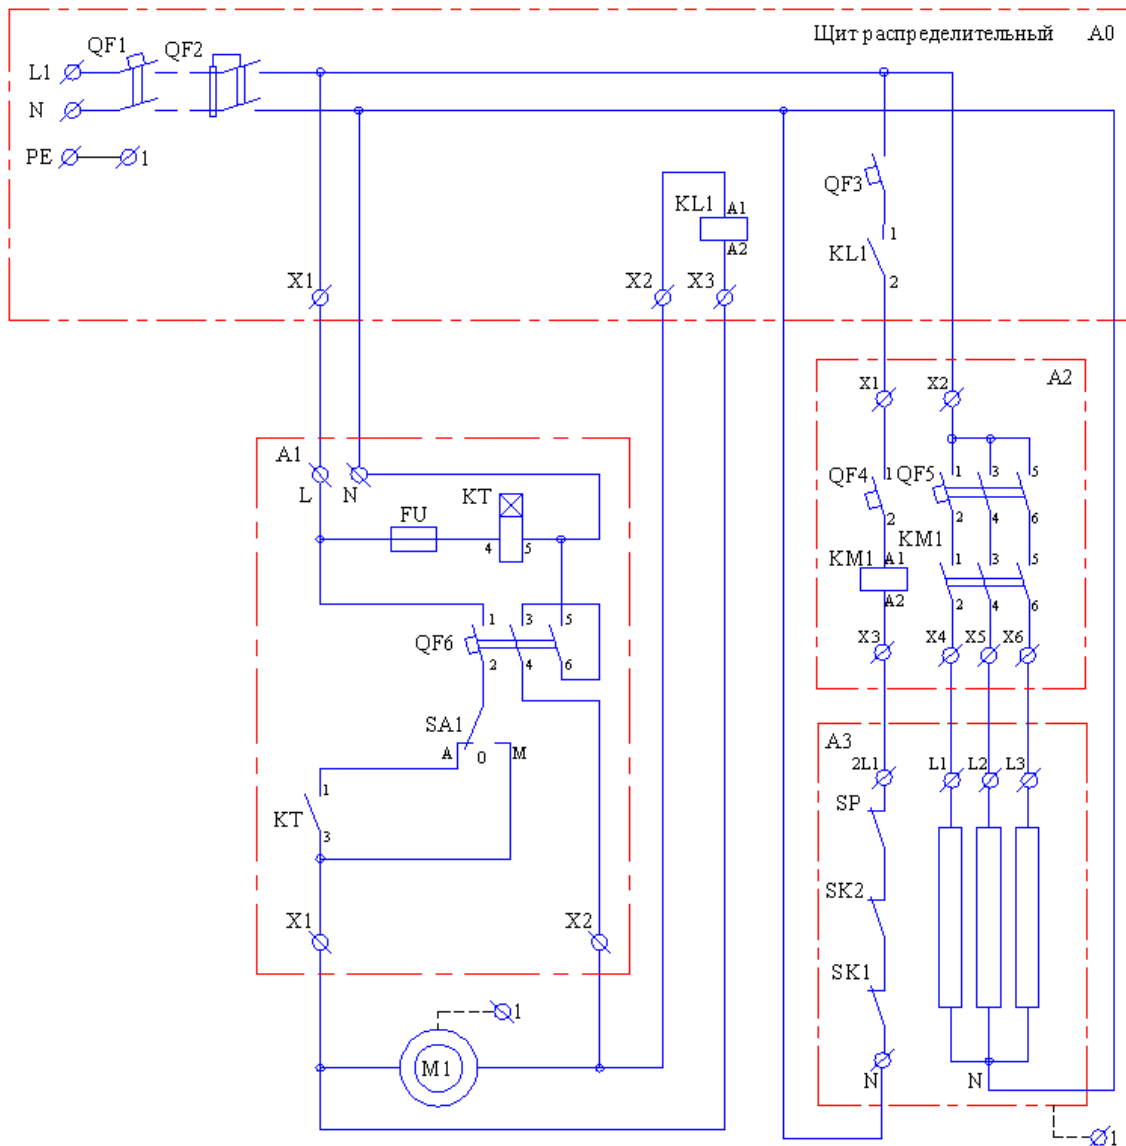 Щит распределительный A0
QF1 QF2
L1
N
PE 1
QF3
KL1 A1
A2
KL1 1
2
X1 X2 X3
X1 X2 A2
A1
L N KT
FU
4 5
QF4 1 QF5 1 3 5
2 2 4 6
KM1
KM1 A1 1 3 5
A2 2 4 6
1 3 5
QF6 2 4 6
X3 X4 X5 X6
SA1
A 0 M
A3
2L1 L1 L2 L3
KT 1
3
SP
SK2
X1 X2
SK1
1
M1
N N
1